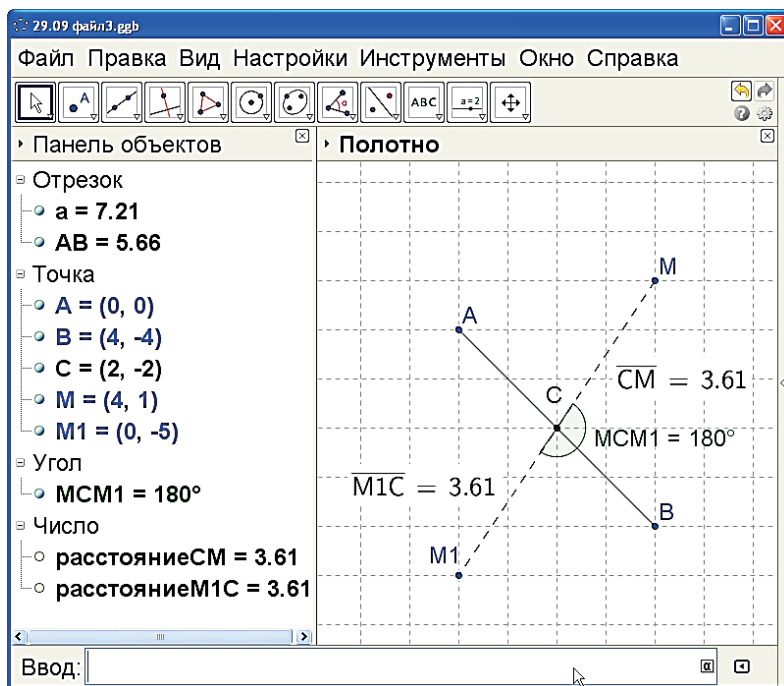 29.09 файл3.ggb
Файл Правка Вид Настройки Инструменты Окно Справка
A
α
ABC
a=2
Панель объектов
Отрезок
a = 7.21
AB = 5.66
Точка
A = (0, 0)
B = (4, -4)
C = (2, -2)
M = (4, 1)
M1 = (0, -5)
Угол
MCM1 = 180°
Число
расстояниеCM = 3.61
расстояниеM1C = 3.61
Полотно
M
A
CM = 3.61
C
MCM1 = 180°
M1C = 3.61
B
M1
Ввод:
α